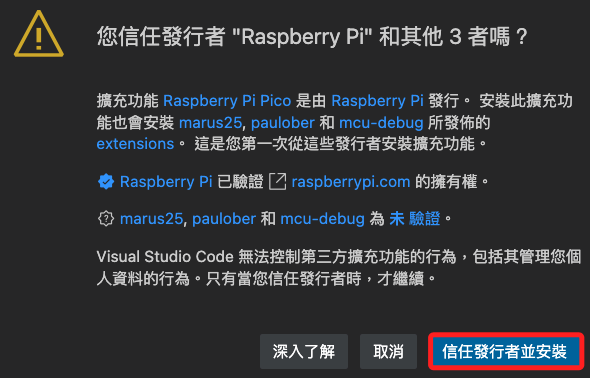 您信任發行者 "Raspberry Pi" 和其他 3 者嗎？
擴充功能 Raspberry Pi Pico 是由 Raspberry Pi 發行。 安裝此擴充功
能也會安裝 marus25, paulober 和 mcu-debug 所發佈的
extensions。 這是您第一次從這些發行者安裝擴充功能。
Raspberry Pi 已驗證 raspberrypi.com 的擁有權。
marus25, paulober 和 mcu-debug 為 未 驗證。
Visual Studio Code 無法控制第三方擴充功能的行為，包括其管理您個
人資料的行為。只有當您信任發行者時，才繼續。
深入了解 取消 信任發行者並安裝